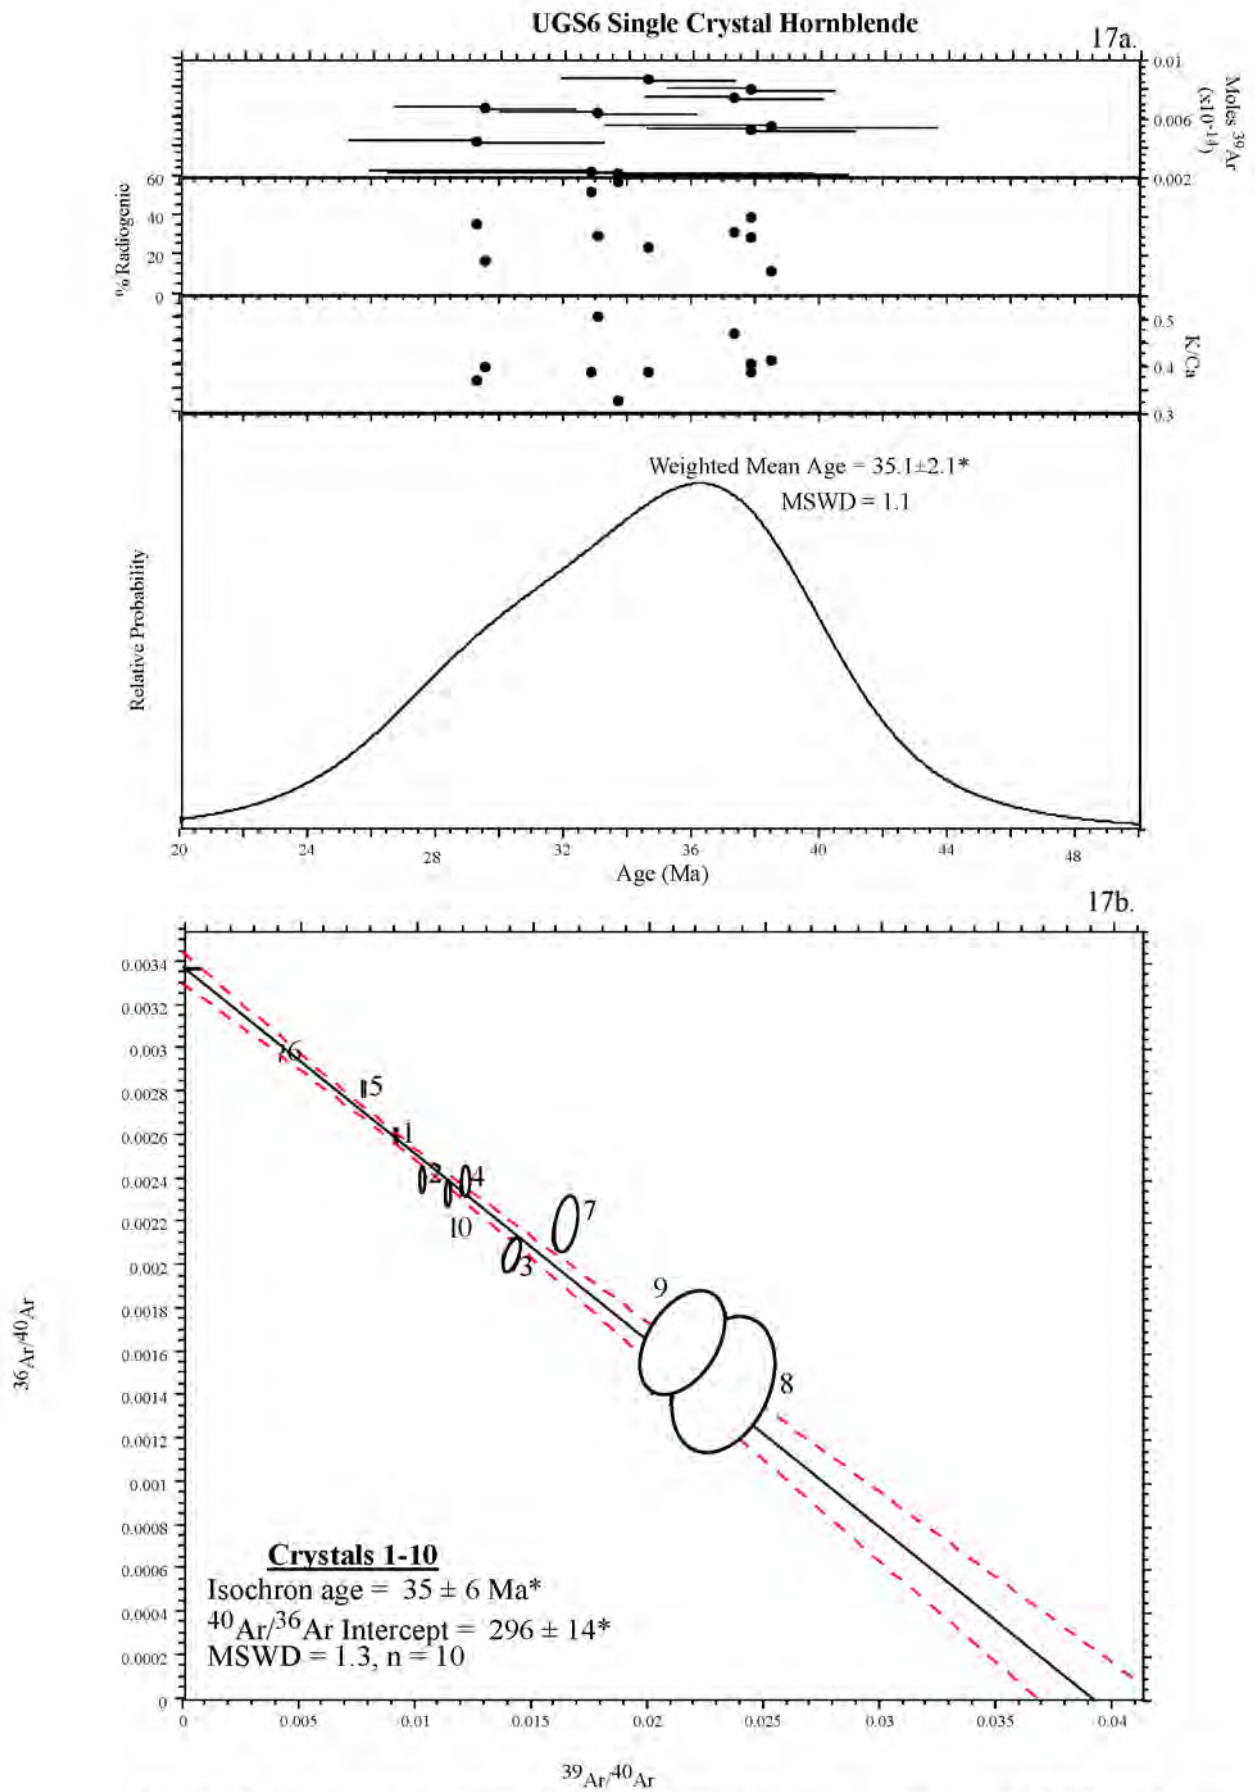 UGS6 Single Crystal Hornblende
17a.
0.01
0.006
0.002
Moles ³⁹Ar
(x10⁻¹⁴)
60
40
20
0
% Radiogenic
0.5
0.4
0.3
K/Ca
Weighted Mean Age = 35.1±2.1*
MSWD = 1.1
Relative Probability
20 24 28 32 36 40 44 48
Age (Ma)
17b.
0.0034
0.0032
0.003
0.0028
0.0026
0.0024
0.0022
0.002
0.0018
0.0016
0.0014
0.0012
0.001
0.0008
0.0006
0.0004
0.0002
0
³⁶Ar/⁴⁰Ar
6
5
1
2
4
10
7
3
9
8
Crystals 1-10
Isochron age = 35 ± 6 Ma*
⁴⁰Ar/³⁶Ar Intercept = 296 ± 14*
MSWD = 1.3, n = 10
0 0.005 0.01 0.015 0.02 0.025 0.03 0.035 0.04
³⁹Ar/⁴⁰Ar